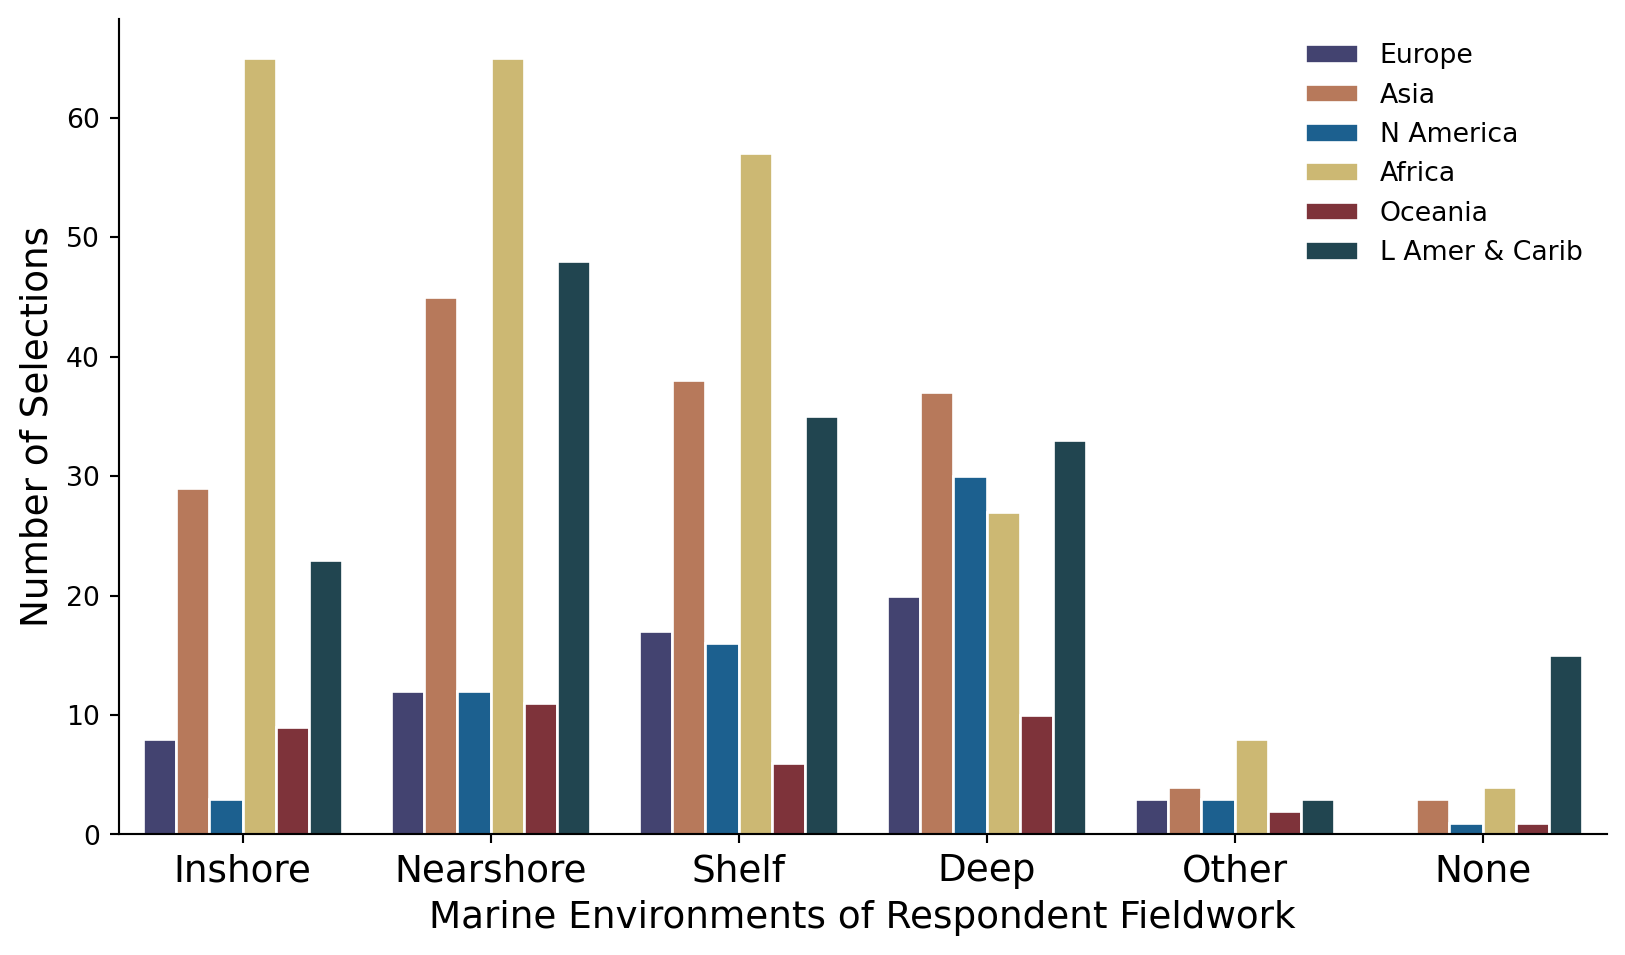 Number of Selections
60
50
40
30
20
10
0
Europe
Asia
N America
Africa
Oceania
L Amer & Carib
Inshore Nearshore Shelf Deep Other None
Marine Environments of Respondent Fieldwork